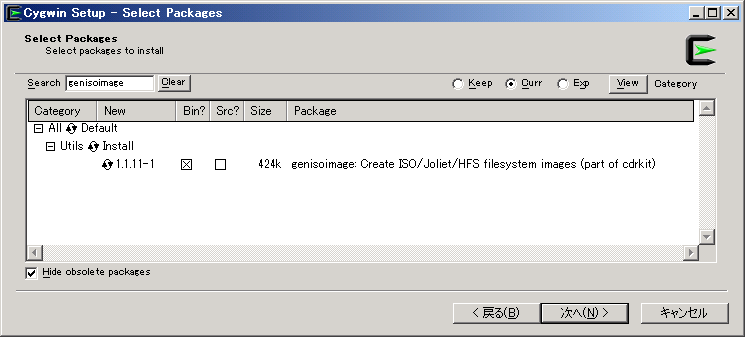 Cygwin Setup - Select Packages
Select Packages
Select packages to install
Search genisoimage Clear Keep Curr Exp View Category
Category New Bin? Src? Size Package
All Default
Utils Install
1.1.11-1 424k genisoimage: Create ISO/Joliet/HFS filesystem images (part of cdrkit)
Hide obsolete packages
< 戻る(B) 次へ(N) > キャンセル